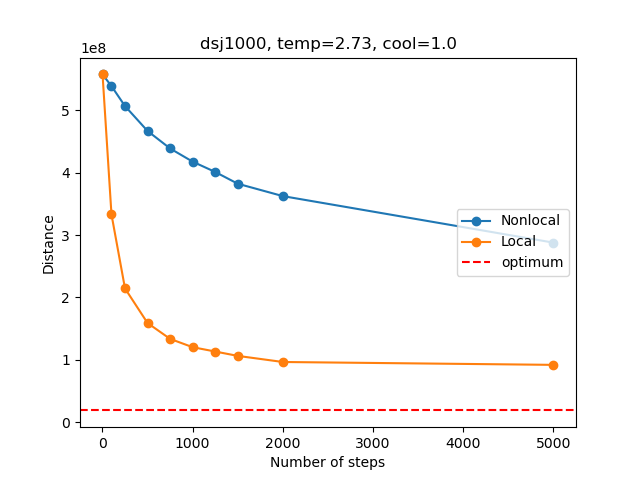 dsj1000, temp=2.73, cool=1.0
1e8
5
4
3
2
1
0
Distance
Nonlocal
Local
optimum
0 1000 2000 3000 4000 5000
Number of steps